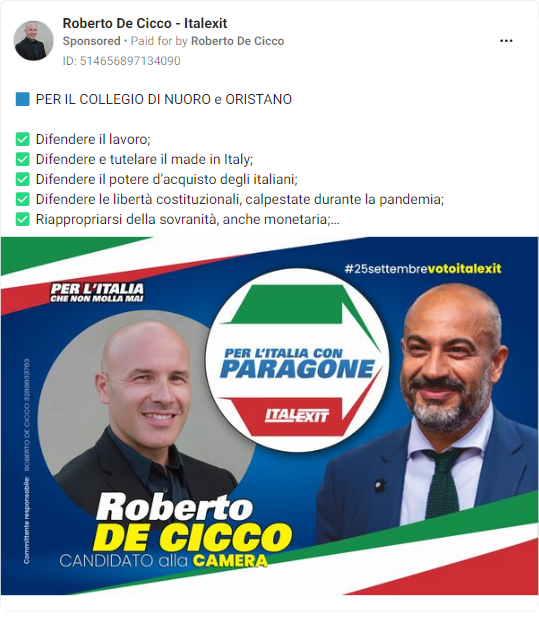 Roberto De Cicco - Italexit
Sponsored • Paid for by Roberto De Cicco
ID: 514656897134090
PER IL COLLEGIO DI NUORO e ORISTANO
Difendere il lavoro;
Difendere e tutelare il made in Italy;
Difendere il potere d'acquisto degli italiani;
Difendere le libertà costituzionali, calpestate durante la pandemia;
Riappropriarsi della sovranità, anche monetaria;...
#25settembrevotoitalexit
PER L'ITALIA
CHE NON MOLLA MAI
PER L'ITALIA CON
PARAGONE
ITALEXIT
Roberto
DE CICCO
CANDIDATO alla CAMERA
Committente responsabile: ROBERTO DE CICCO